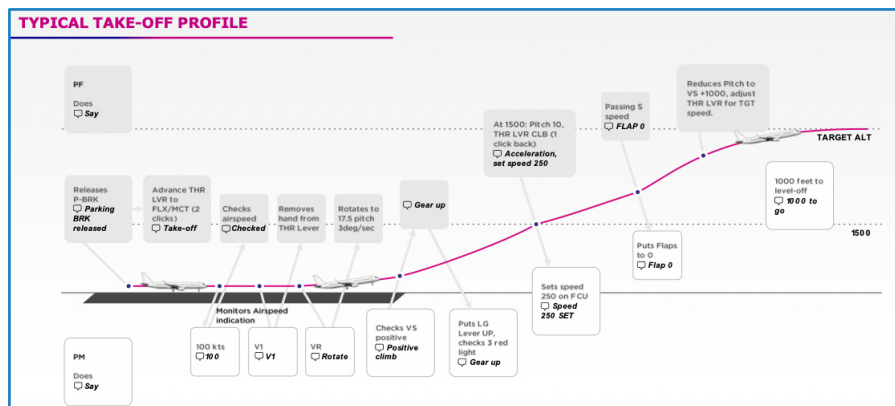 TYPICAL TAKE-OFF PROFILE
PF
Does
Say
Releases
P-BRK
Parking
BRK
released
Advance THR
LVR to
FLX/MCT (2
clicks)
Take-off
Checks
airspeed
Checked
Removes
hand from
THR Lever
Rotates to
17.5 pitch
3deg/sec
Gear up
At 1500: Pitch 10,
THR LVR CLB (1
click back)
Acceleration,
set speed 250
Passing S
speed
FLAP 0
Reduces Pitch to
VS +1000, adjust
THR LVR for TGT
speed.
TARGET ALT
1000 feet to
level-off
1000 to
go
1500
Puts Flaps
to 0
Flap 0
Sets speed
250 on FCU
Speed
250 SET
Monitors Airspeed
indication
100 kts
100
V1
V1
VR
Rotate
Checks VS
positive
Positive
climb
Puts LG
Lever UP,
checks 3 red
light
Gear up
PM
Does
Say